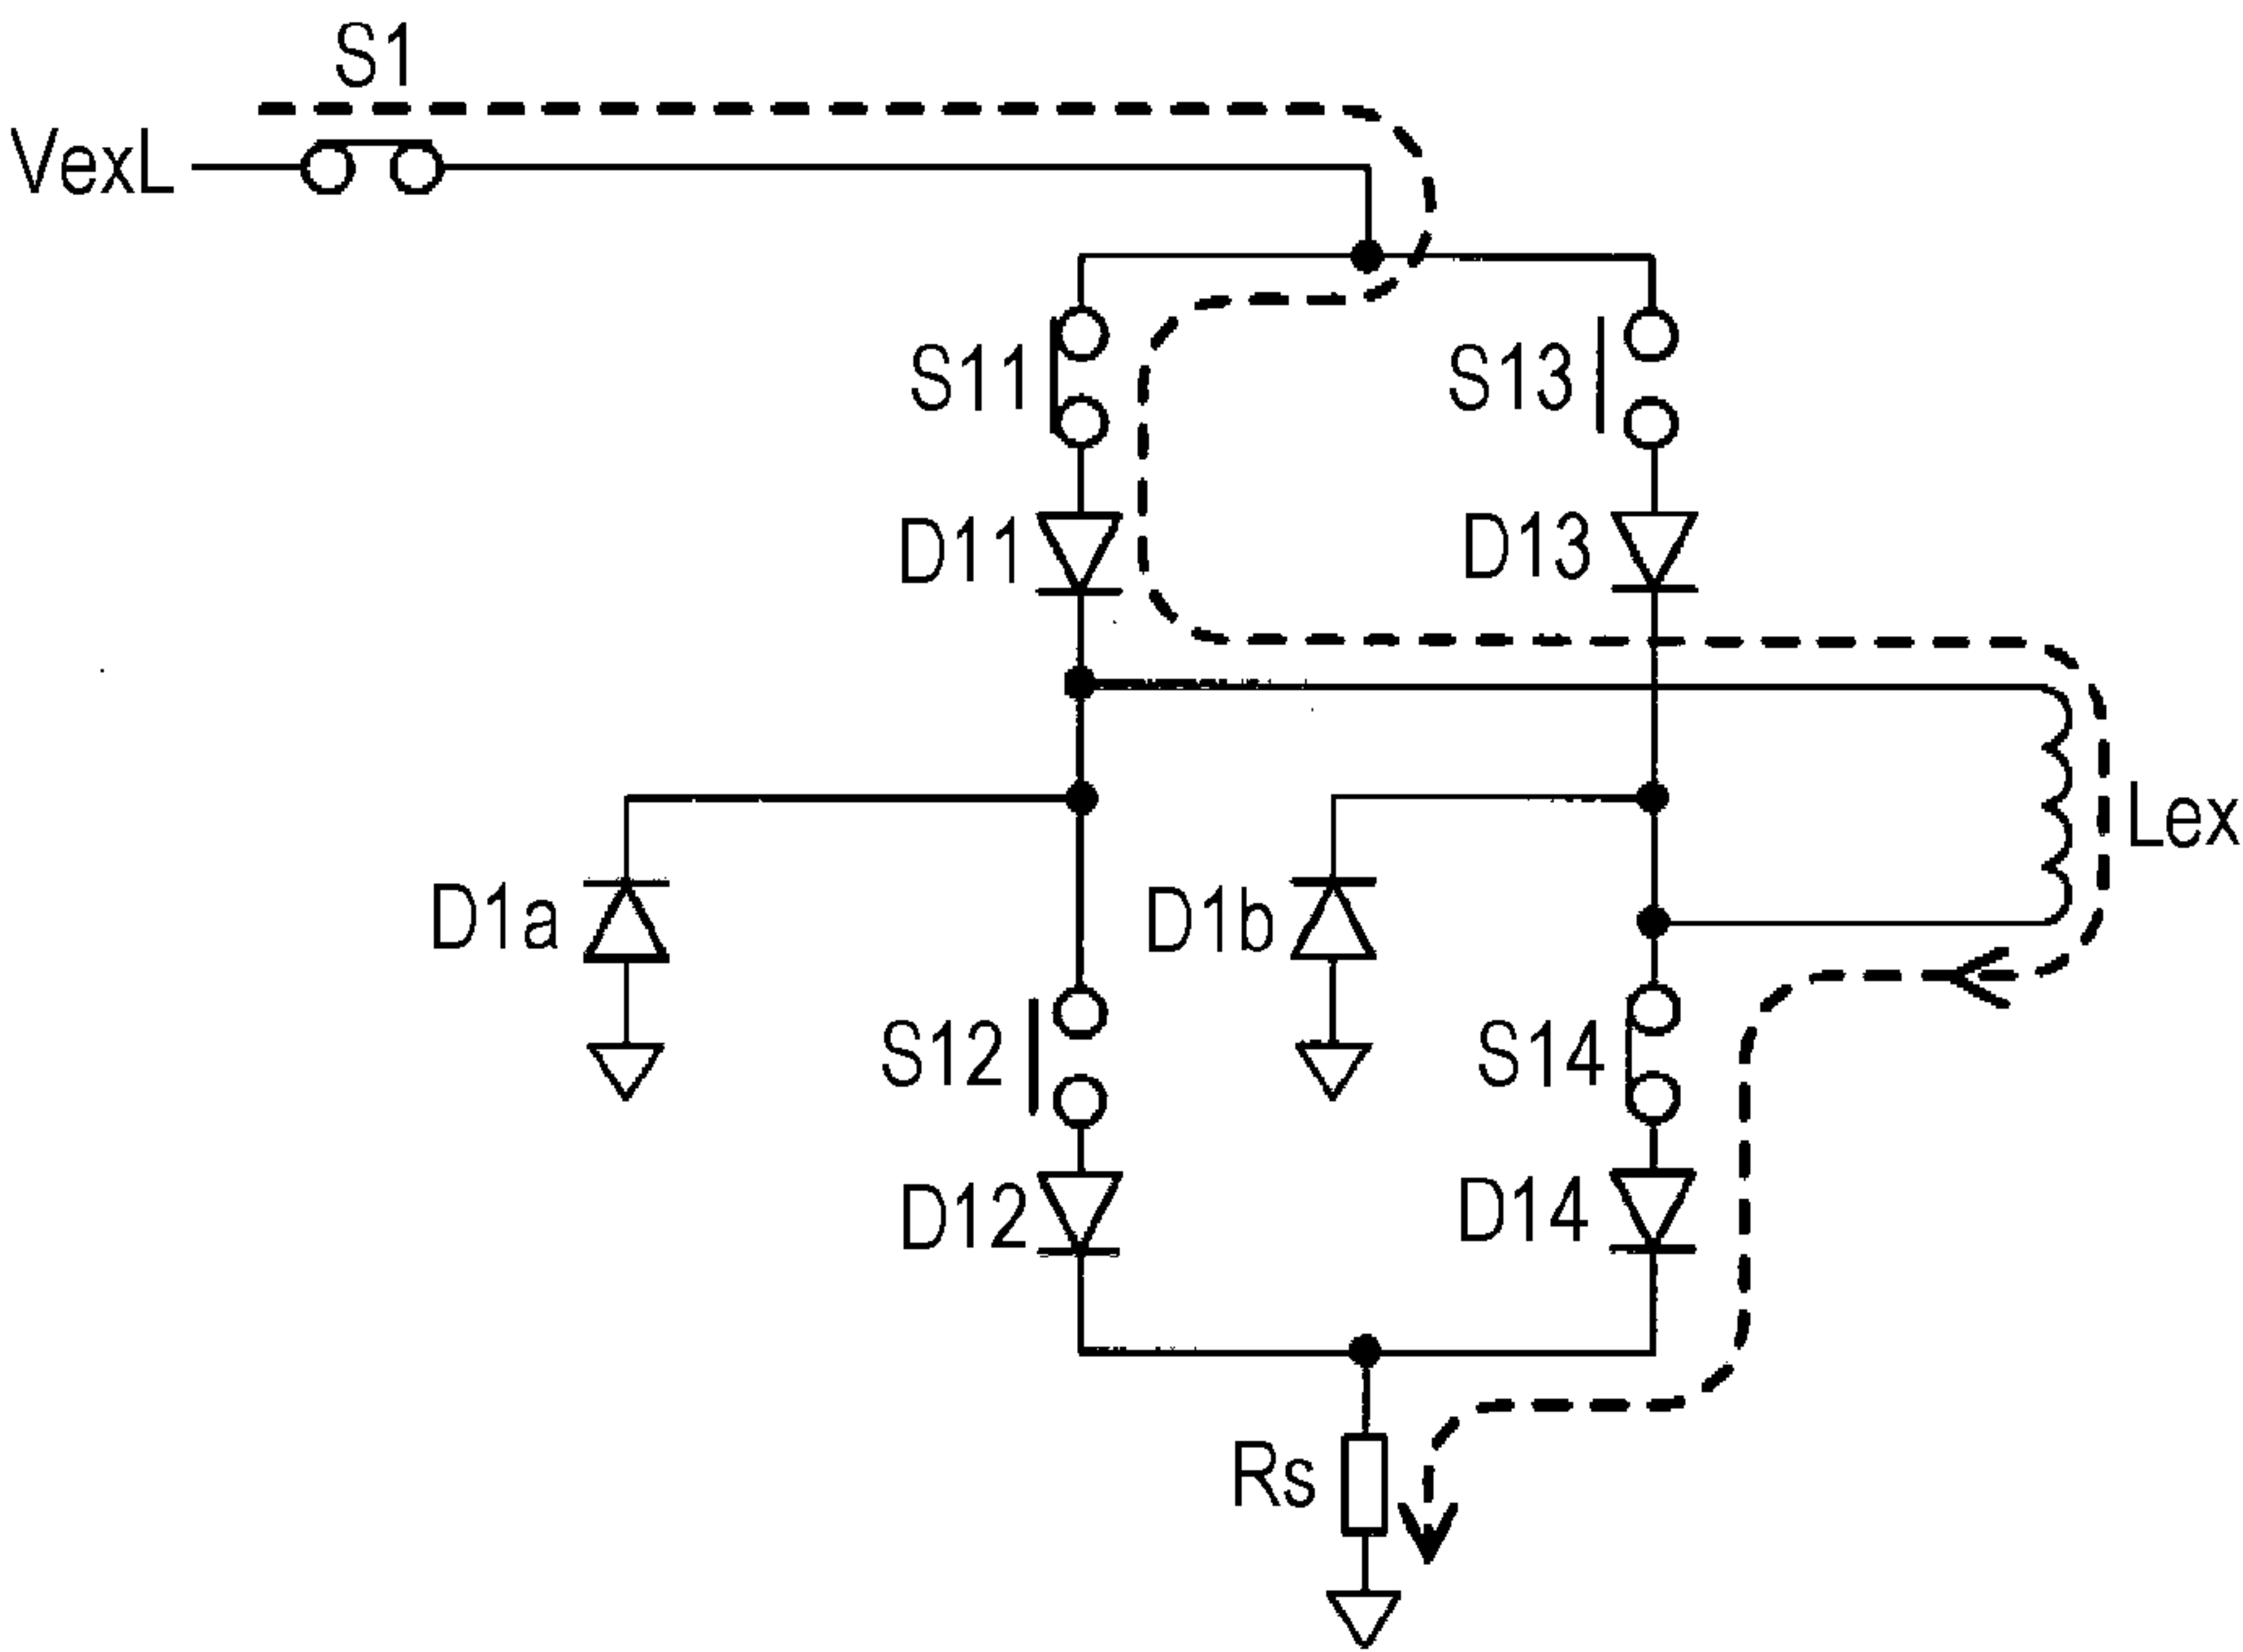 S1
VexL
S11
S13
D11
D13
Lex
D1a
D1b
S12
S14
D12
D14
Rs